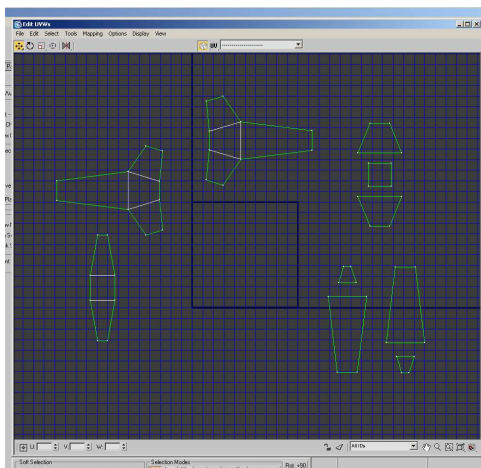 Edit UVWs
File Edit Select Tools Mapping Options Display View
UV
U: V: W: All IDs
Soft Selection
Selection Modes
Rot. +90